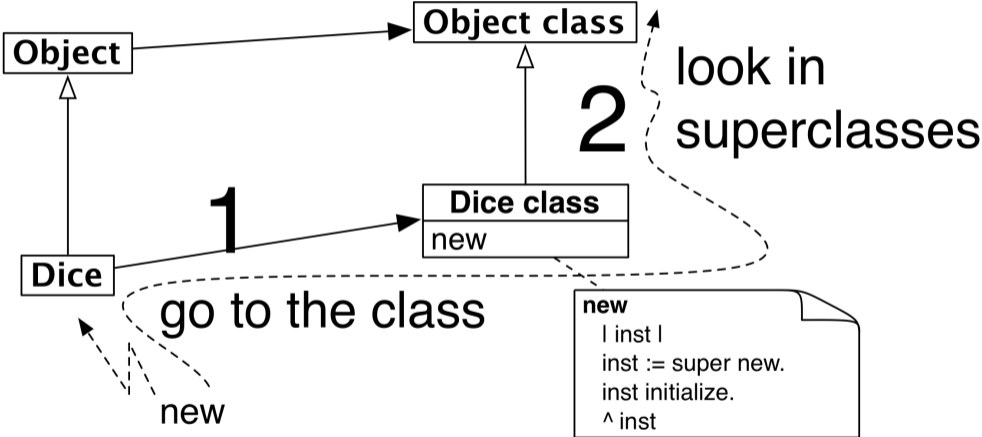 Object class
Object
look in
superclasses
2
1
Dice class
new
Dice
go to the class
new
new
| inst |
inst := super new.
inst initialize.
^ inst